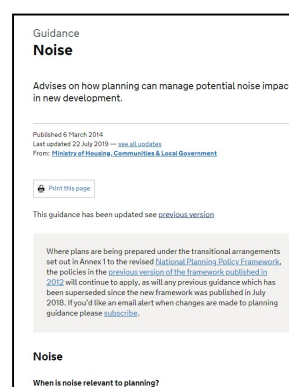 Guidance
Noise
Advises on how planning can manage potential noise impac
in new development.
Published 6 March 2014
Last updated 22 July 2019 — see all updates
From: Ministry of Housing, Communities & Local Government
Print this page
This guidance has been updated see previous version
Where plans are being prepared under the transitional arrangements
set out in Annex 1 to the revised National Planning Policy Framework,
the policies in the previous version of the framework published in
2012 will continue to apply, as will any previous guidance which has
been superseded since the new framework was published in July
2018. If you'd like an email alert when changes are made to planning
guidance please subscribe.
Noise
When is noise relevant to planning?